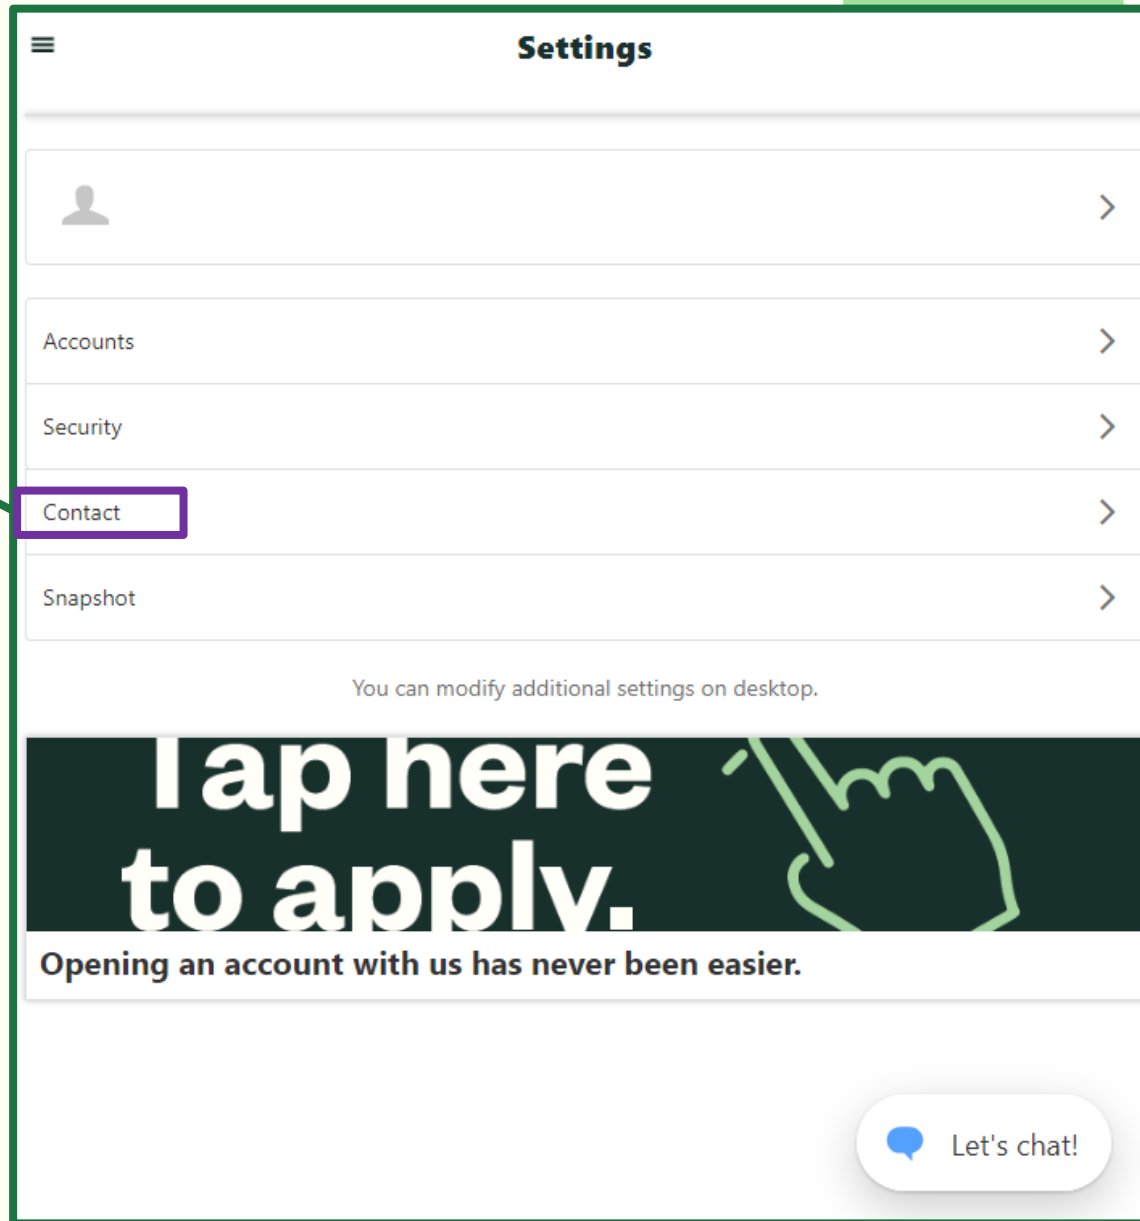 Settings
Accounts
Security
Contact
Snapshot
You can modify additional settings on desktop.
Tap here
to apply.
Opening an account with us has never been easier.
Let's chat!